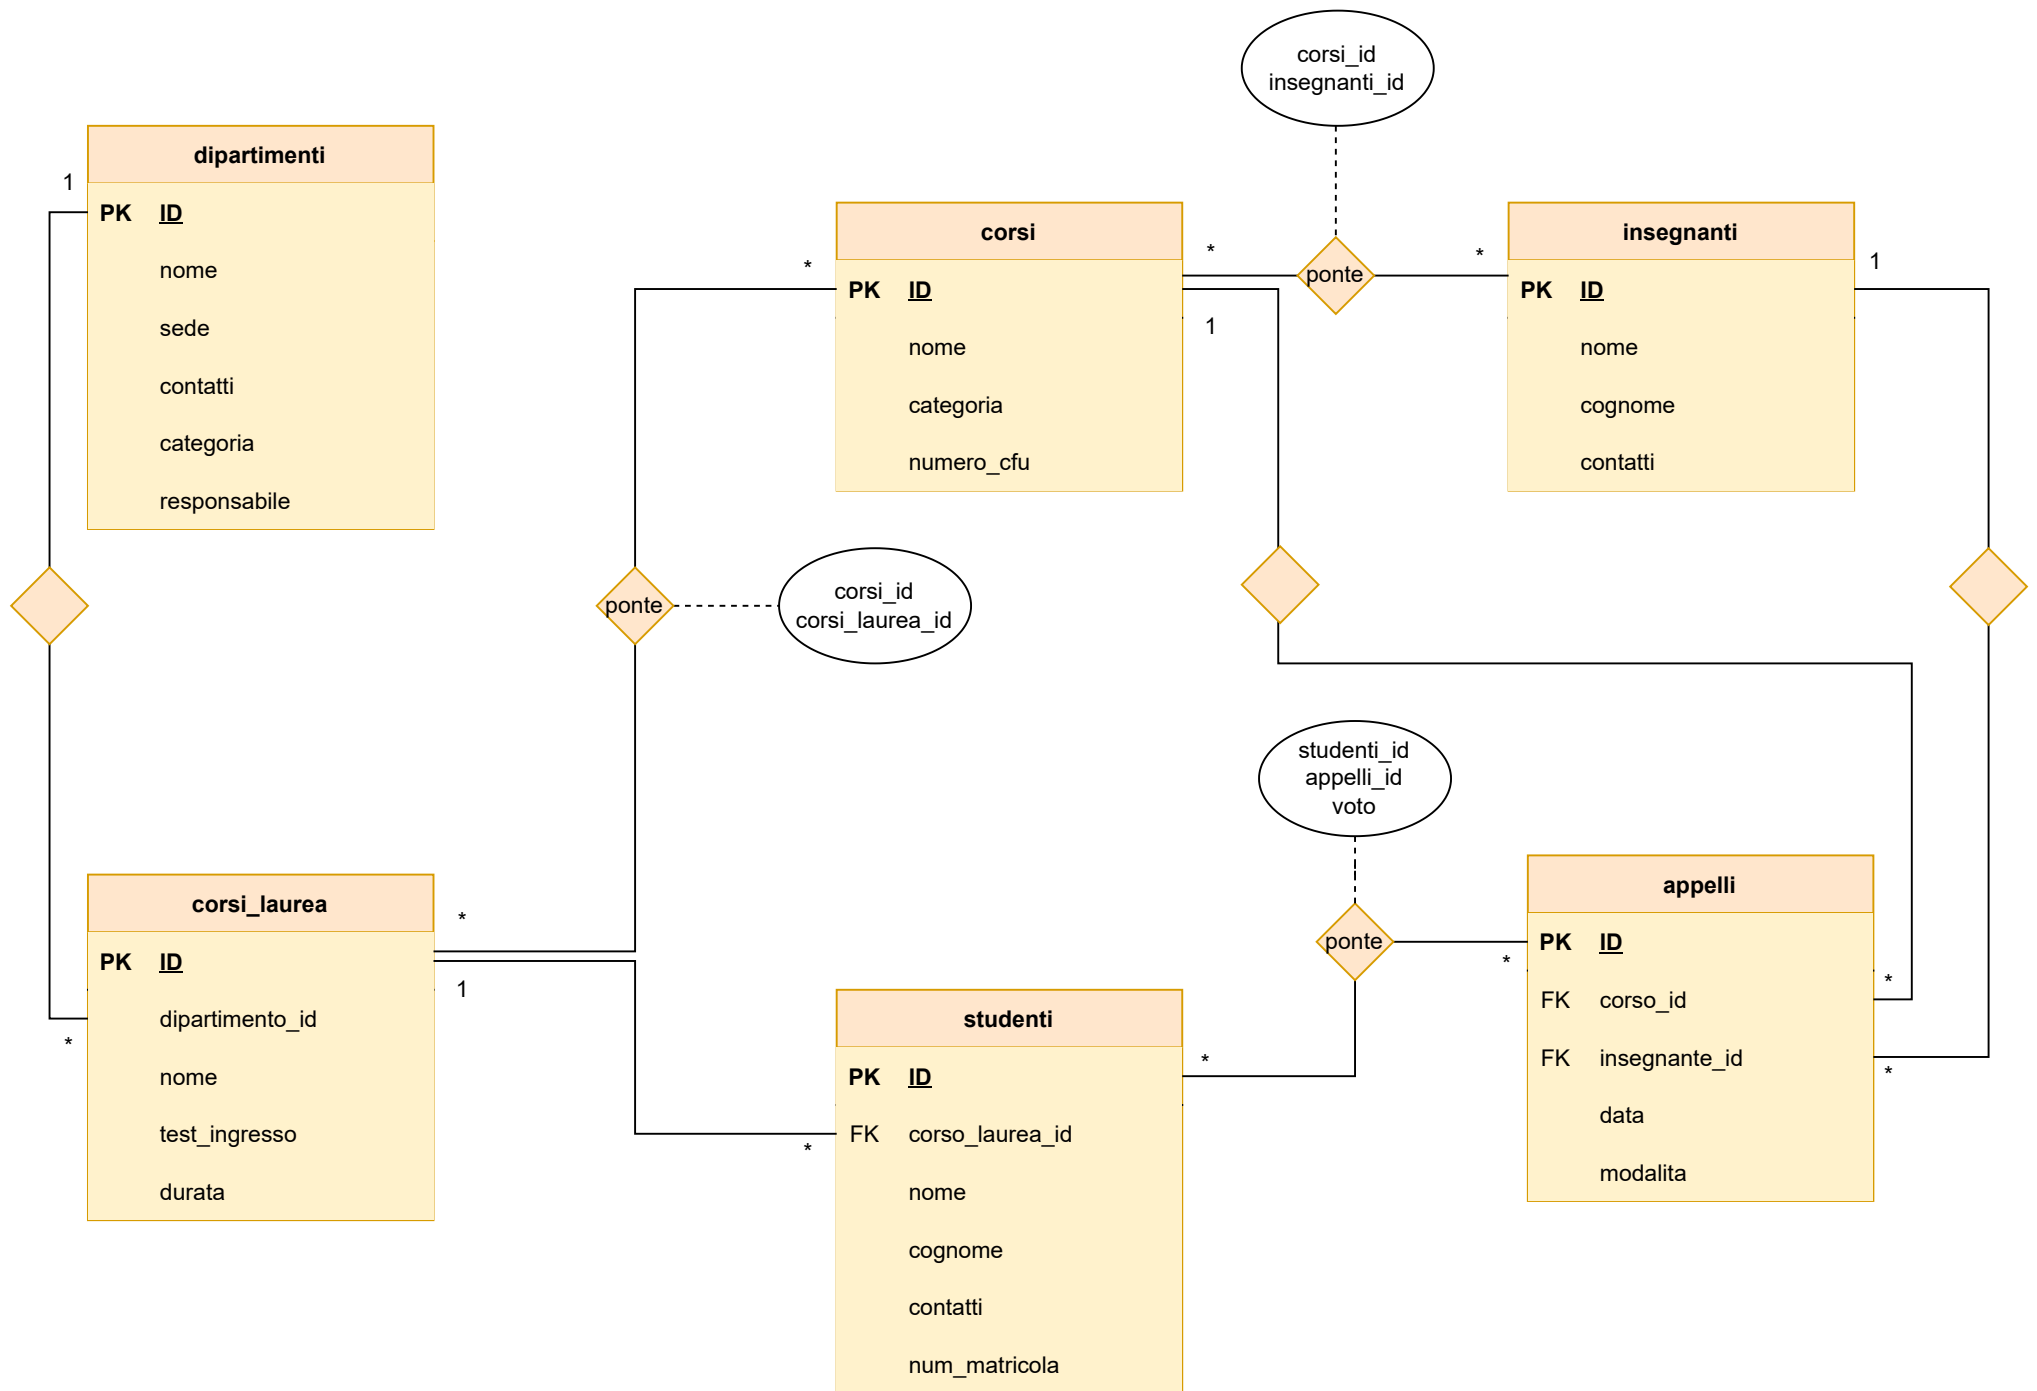 corsi_id
insegnanti_id
dipartimenti
1
PK ID
nome
sede
contatti
categoria
responsabile
corsi
*
*
PK ID
1
nome
categoria
numero_cfu
ponte
*
insegnanti
1
PK ID
nome
cognome
contatti
ponte
corsi_id
corsi_laurea_id
studenti_id
appelli_id
voto
corsi_laurea
*
PK ID
1
dipartimento_id
*
nome
test_ingresso
durata
ponte
*
appelli
PK ID
*
FK corso_id
FK insegnante_id
*
data
modalita
studenti
*
PK ID
FK corso_laurea_id
*
nome
cognome
contatti
num_matricola